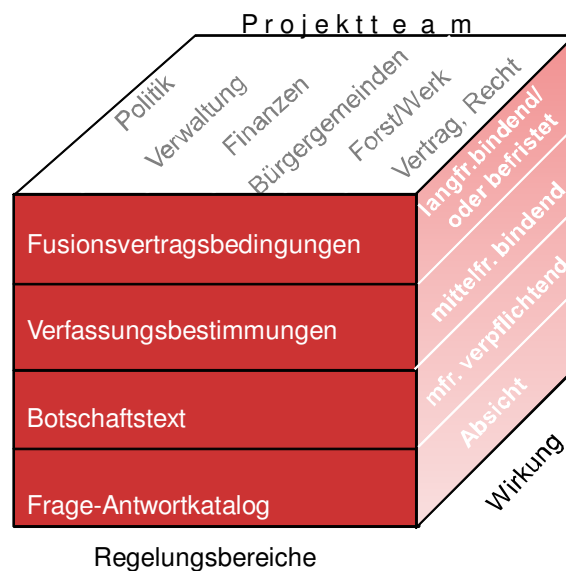 Projektteam
Politik
Verwaltung
Finanzen
Bürgergemeinden
Forst/Werk
Vertrag, Recht
Fusionsvertragsbedingungen
langfr.bindend/
oder befristet
Verfassungsbestimmungen
mittelfr. bindend
Botschaftstext
mfr. verpflichtend
Frage-Antwortkatalog
Absicht
Wirkung
Regelungsbereiche